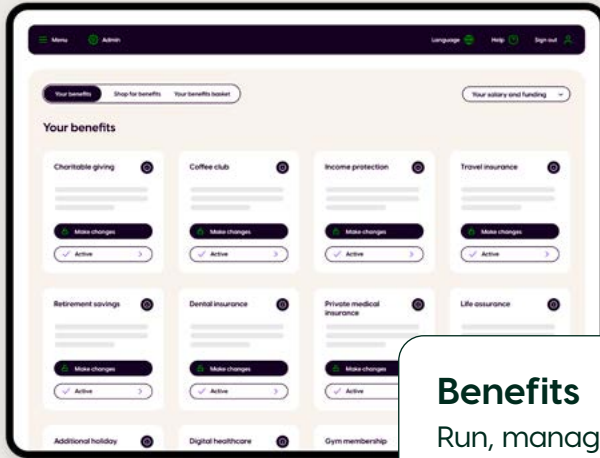 Menu Admin Language Help Sign out
Your benefits Shop for benefits Your benefits basket Your salary and funding
Your benefits
Charitable giving Coffee club Income protection Travel insurance
Make changes Make changes Make changes Make changes
Active Active Active Active
Retirement savings Dental insurance Private medical insurance Life assurance
Make changes Make changes Make changes
Active Active Active
Additional holiday Digital healthcare Gym membership
Benefits
Run, manag